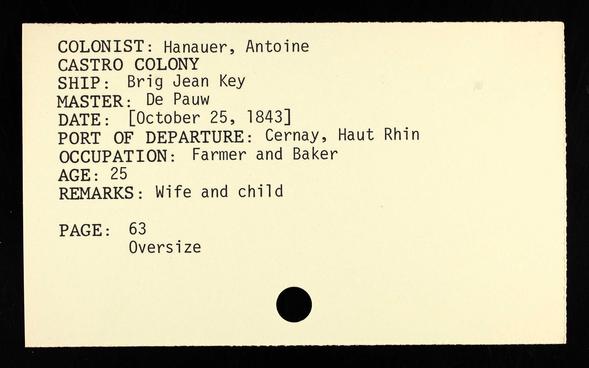 COLONIST: Hanauer, Antoine
CASTRO COLONY
SHIP: Brig Jean Key
MASTER: De Pauw
DATE: [October 25, 1843]
PORT OF DEPARTURE: Cernay, Haut Rhin
OCCUPATION: Farmer and Baker
AGE: 25
REMARKS: Wife and child
PAGE: 63
Oversize